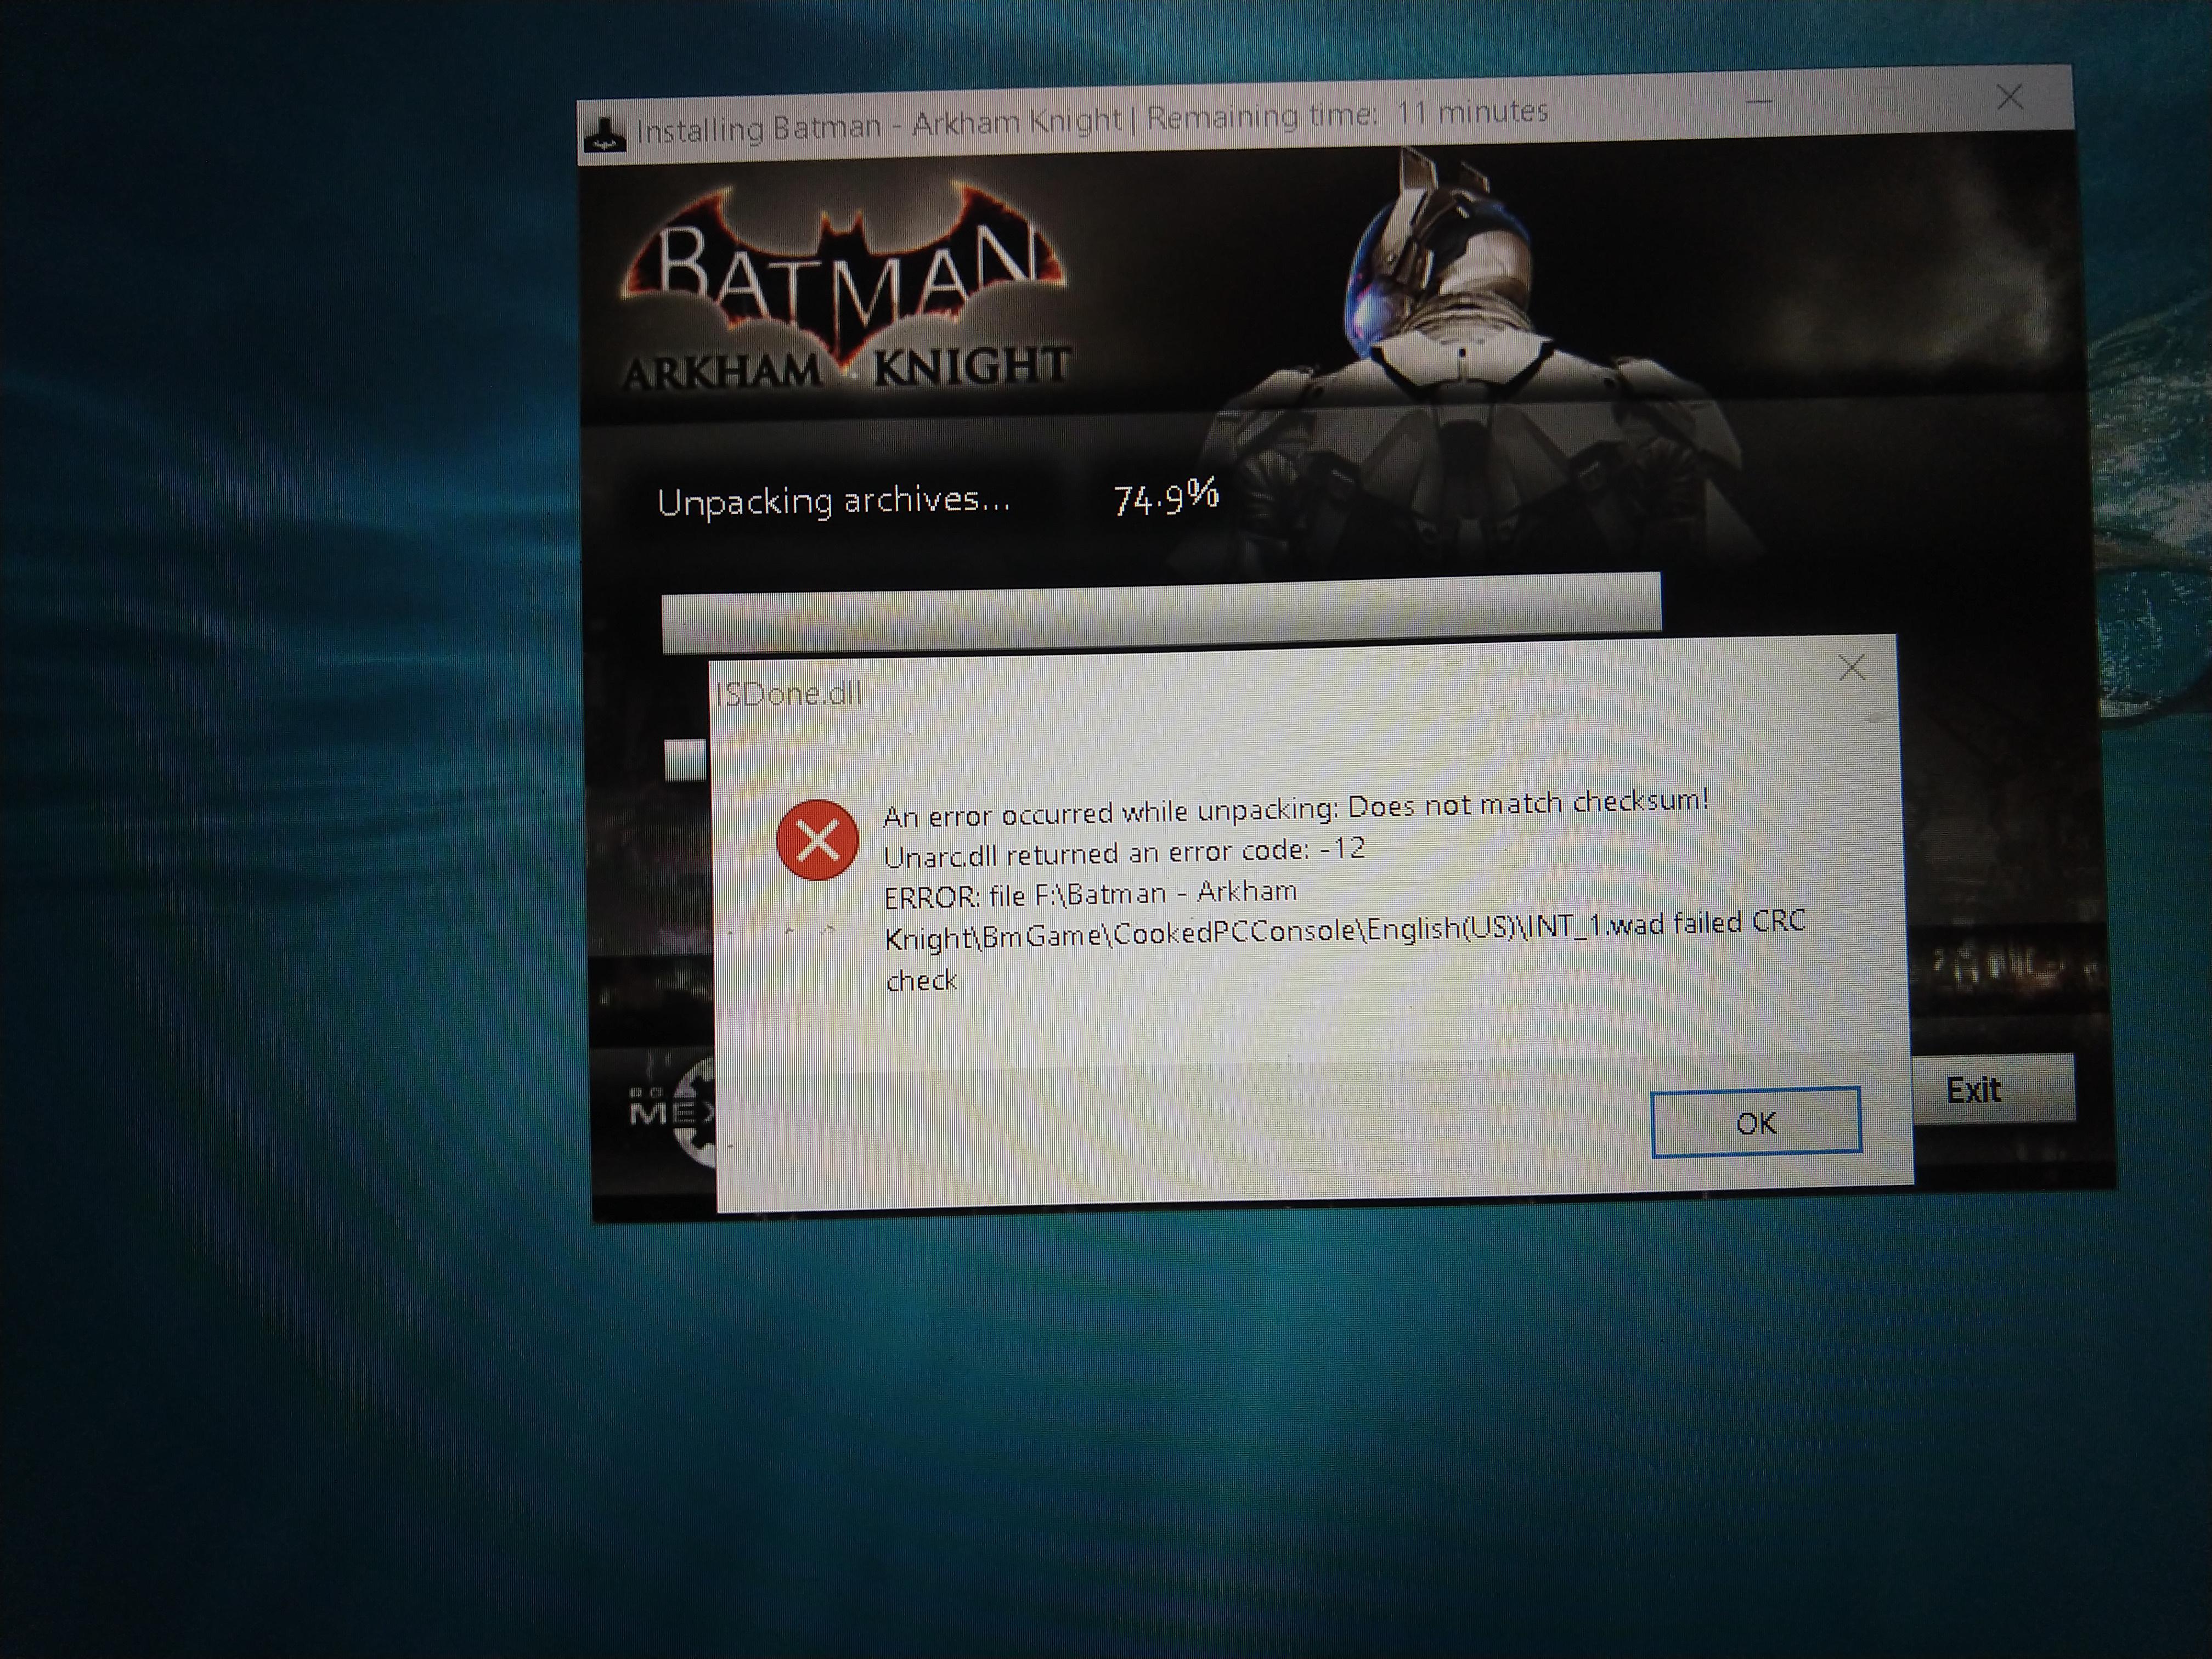 Installing Batman - Arkham Knight | Remaining time: 11 minutes
BATMAN
ARKHAM KNIGHT
Unpacking archives... 74.9%
ISDone.dll
An error occurred while unpacking: Does not match checksum!
Unarc.dll returned an error code: -12
ERROR: file F:\Batman - Arkham
Knight\BmGame\CookedPCConsole\English(US)\INT_1.wad failed CRC
check
OK
Exit